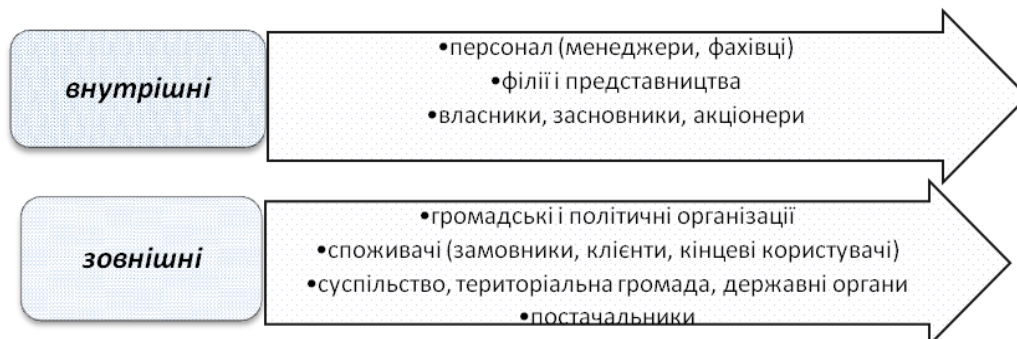 внутрішні
•персонал (менеджери, фахівці)
•філії і представництва
•власники, засновники, акціонери
зовнішні
•громадські і політичні організації
•споживачі (замовники, клієнти, кінцеві користувачі)
•суспільство, територіальна громада, державні органи
•постачальники